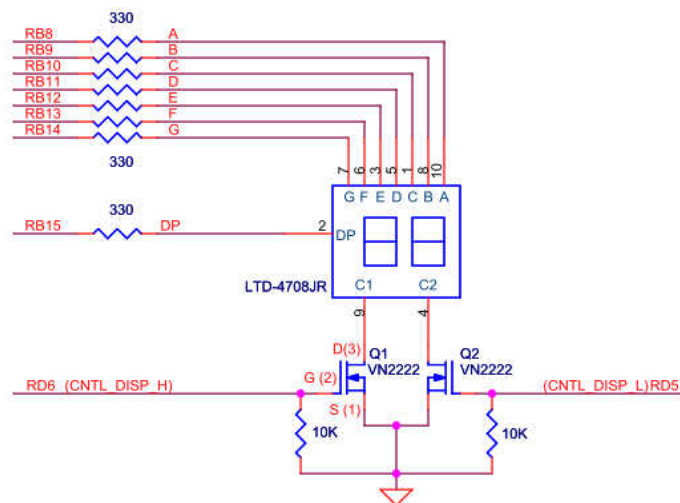 330
RB8 A
RB9 B
RB10 C
RB11 D
RB12 E
RB13 F
RB14 G
330
7 6 3 5 1 8 10
G F E D C B A
330
RB15 DP 2 DP
LTD-4708JR C1 C2
9 4
D(3) Q1 Q2
VN2222 VN2222
G (2)
RD6 (CNTL_DISP_H) (CNTL_DISP_L)RD5
S (1)
10K 10K